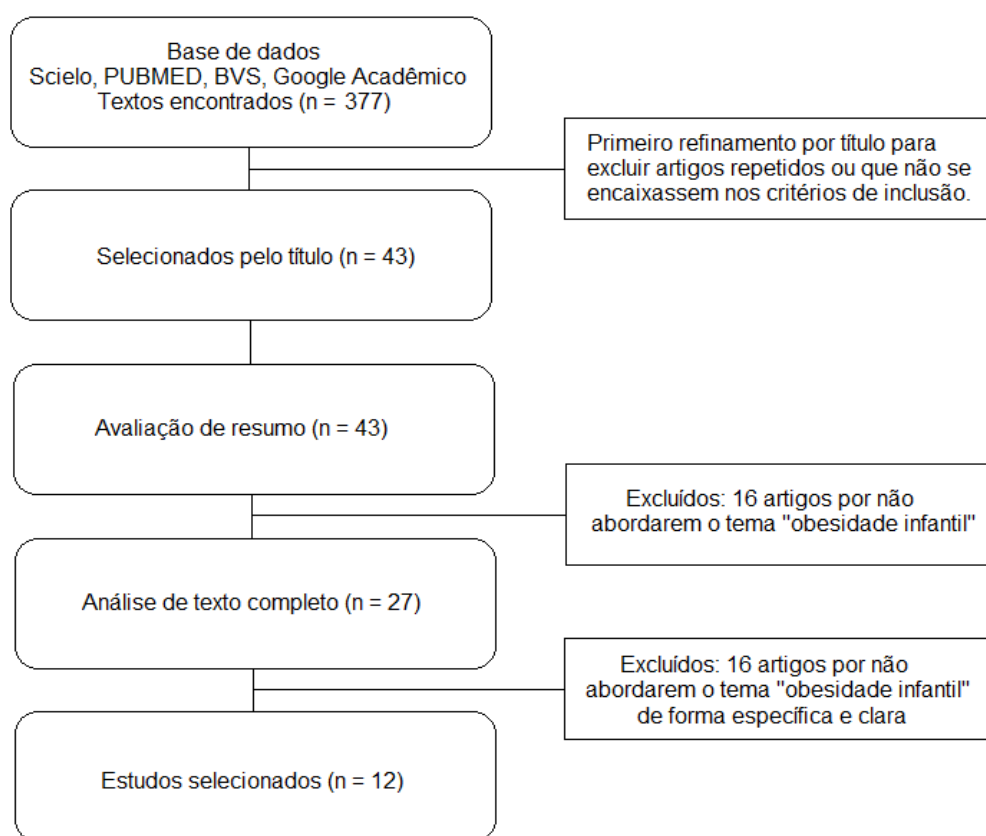 Base de dados
Scielo, PUBMED, BVS, Google Acadêmico
Textos encontrados (n = 377)
Primeiro refinamento por título para
excluir artigos repetidos ou que não se
encaixassem nos critérios de inclusão.
Selecionados pelo título (n = 43)
Avaliação de resumo (n = 43)
Excluídos: 16 artigos por não
abordarem o tema "obesidade infantil"
Análise de texto completo (n = 27)
Excluídos: 16 artigos por não
abordarem o tema "obesidade infantil"
de forma específica e clara
Estudos selecionados (n = 12)